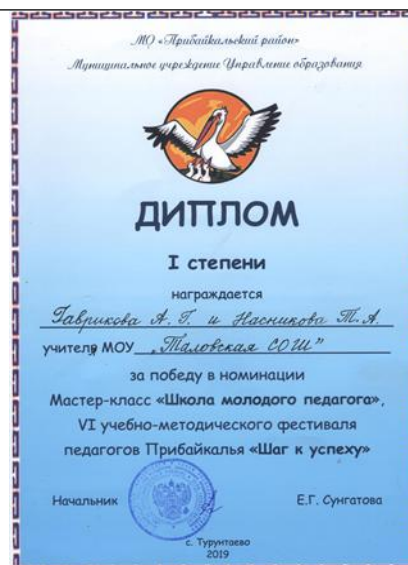 МО «Прибайкальский район»
Муниципальное учреждение Управление образования
ДИПЛОМ
I степени
награждается
Гаврикова А. Г. и Насникова Т. А.
учителя МОУ „Таловская СОШ"
за победу в номинации
Мастер-класс «Школа молодого педагога»,
VI учебно-методического фестиваля
педагогов Прибайкалья «Шаг к успеху»
Начальник Е.Г. Сунгатова
с. Турунтаево
2019